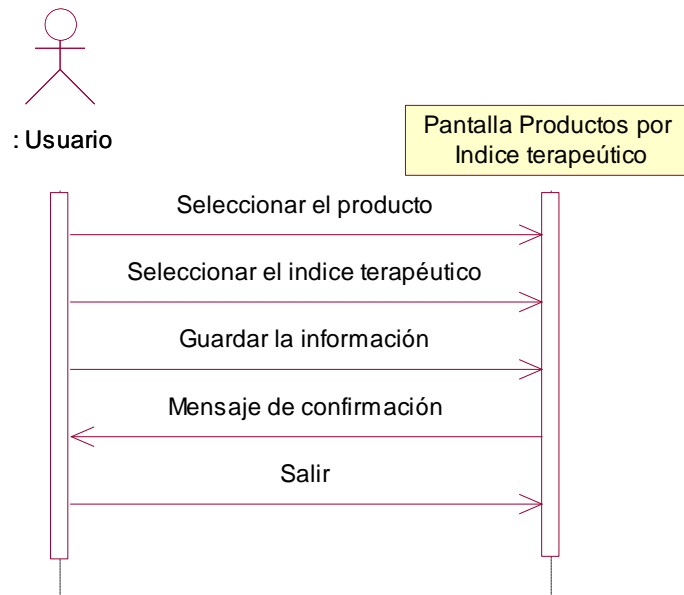 : Usuario
Pantalla Productos por
Indice terapeútico
Seleccionar el producto
Seleccionar el indice terapéutico
Guardar la información
Mensaje de confirmación
Salir